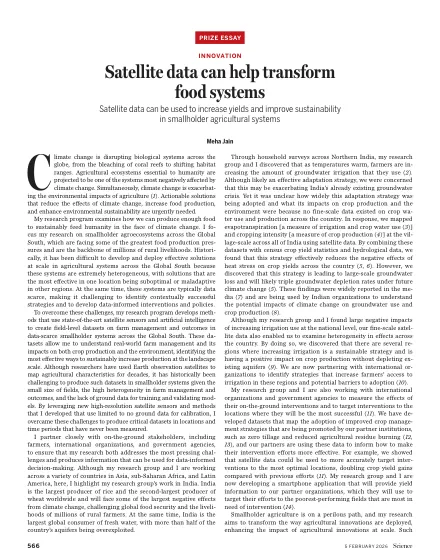 PRIZE ESSAY
INNOVATION
Satellite data can help transform
food systems
Satellite data can be used to increase yields and improve sustainability
in smallholder agricultural systems
Meha Jain
Climate change is disrupting biological systems across the
globe, from the bleaching of coral reefs to shifting habitat
ranges. Agricultural ecosystems essential to humanity are
projected to be one of the systems most negatively affected by
climate change. Simultaneously, climate change is exacerbat-
ing the environmental impacts of agriculture (1). Actionable solutions
that reduce the effects of climate change, increase food production,
and enhance environmental sustainability are urgently needed.
My research program examines how we can produce enough food
to sustainably feed humanity in the face of climate change. I fo-
cus my research on smallholder agroecosystems across the Global
South, which are facing some of the greatest food production pres-
sures and are the backbone of millions of rural livelihoods. Histori-
cally, it has been difficult to develop and deploy effective solutions
at scale in agricultural systems across the Global South because
these systems are extremely heterogeneous, with solutions that are
the most effective in one location being suboptimal or maladaptive
in other regions. At the same time, these systems are typically data
scarce, making it challenging to identify contextually successful
strategies and to develop data-informed interventions and policies.
To overcome these challenges, my research program develops meth-
ods that use state-of-the-art satellite sensors and artificial intelligence
to create field-level datasets on farm management and outcomes in
data-scarce smallholder systems across the Global South. These da-
tasets allow me to understand real-world farm management and its
impacts on both crop production and the environment, identifying the
most effective ways to sustainably increase production at the landscape
scale. Although researchers have used Earth observation satellites to
map agricultural characteristics for decades, it has historically been
challenging to produce such datasets in smallholder systems given the
small size of fields, the high heterogeneity in farm management and
outcomes, and the lack of ground data for training and validating mod-
els. By leveraging new high-resolution satellite sensors and methods
that I developed that use limited to no ground data for calibration, I
overcame these challenges to produce critical datasets in locations and
time periods that have never been measured.
I partner closely with on-the-ground stakeholders, including
farmers, international organizations, and government agencies,
to ensure that my research both addresses the most pressing chal-
lenges and produces information that can be used for data-informed
decision-making. Although my research group and I are working
across a variety of countries in Asia, sub-Saharan Africa, and Latin
America, here, I highlight my research group's work in India. India
is the largest producer of rice and the second-largest producer of
wheat worldwide and will face some of the largest negative effects
from climate change, challenging global food security and the liveli-
hoods of millions of rural farmers. At the same time, India is the
largest global consumer of fresh water, with more than half of the
country's aquifers being overexploited.
Through household surveys across Northern India, my research
group and I discovered that as temperatures warm, farmers are in-
creasing the amount of groundwater irrigation that they use (2).
Although likely an effective adaptation strategy, we were concerned
that this may be exacerbating India's already existing groundwater
crisis. Yet it was unclear how widely this adaptation strategy was
being adopted and what its impacts on crop production and the
environment were because no fine-scale data existed on crop wa-
ter use and production across the country. In response, we mapped
evapotranspiration [a measure of irrigation and crop water use (3)]
and cropping intensity [a measure of crop production (4)] at the vil-
lage-scale across all of India using satellite data. By combining these
datasets with census crop yield statistics and hydrological data, we
found that this strategy effectively reduced the negative effects of
heat stress on crop yields across the country (5, 6). However, we
discovered that this strategy is leading to large-scale groundwater
loss and will likely triple groundwater depletion rates under future
climate change (5). These findings were widely reported in the me-
dia (7) and are being used by Indian organizations to understand
the potential impacts of climate change on groundwater use and
crop production (8).
Although my research group and I found large negative impacts
of increasing irrigation use at the national level, our fine-scale satel-
lite data also enabled us to examine heterogeneity in effects across
the country. By doing so, we discovered that there are several re-
gions where increasing irrigation is a sustainable strategy and is
having a positive impact on crop production without depleting ex-
isting aquifers (9). We are now partnering with international or-
ganizations to identify strategies that increase farmers' access to
irrigation in these regions and potential barriers to adoption (10).
My research group and I are also working with international
organizations and government agencies to measure the effects of
their on-the-ground interventions and to target interventions to the
locations where they will be the most successful (11). We have de-
veloped datasets that map the adoption of improved crop manage-
ment strategies that are being promoted by our partner institutions,
such as zero tillage and reduced agricultural residue burning (12,
13), and our partners are using these data to inform how to make
their intervention efforts more effective. For example, we showed
that satellite data could be used to more accurately target inter-
ventions to the most optimal locations, doubling crop yield gains
compared with previous efforts (11). My research group and I are
now developing a smartphone application that will provide yield
information to our partner organizations, which they will use to
target their efforts to the poorest-performing fields that are most in
need of intervention (14).
Smallholder agriculture is on a perilous path, and my research
aims to transform the way agricultural innovations are deployed,
enhancing the impact of agricultural innovations at scale. Such
566
5 FEBRUARY 2026 Science